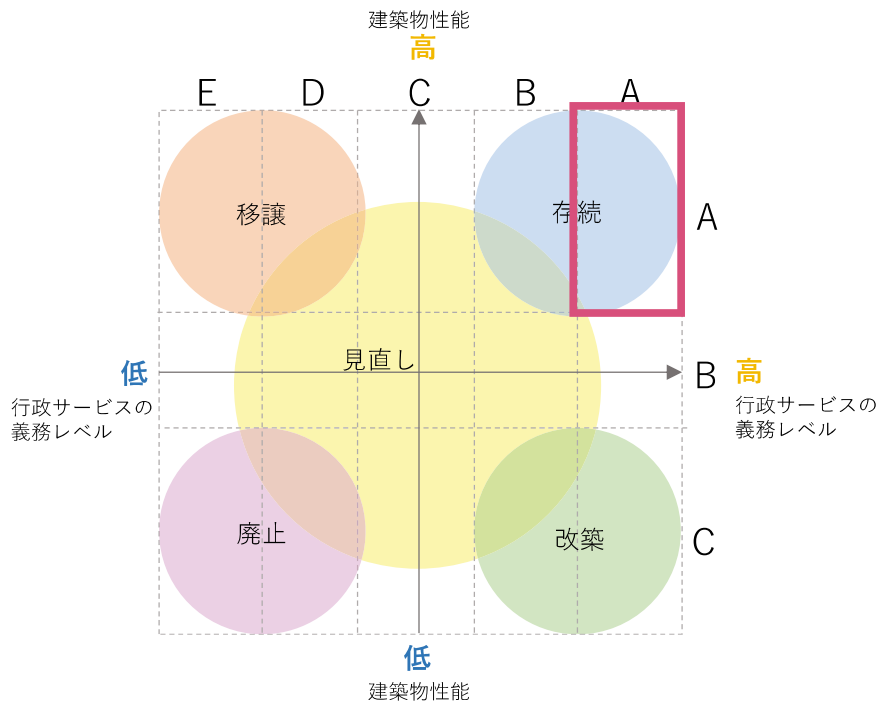 建築物性能
高
E D C B A
移譲
存続
A
見直し
低
B
高
行政サービスの
義務レベル
行政サービスの
義務レベル
廃止
改築
C
低
建築物性能